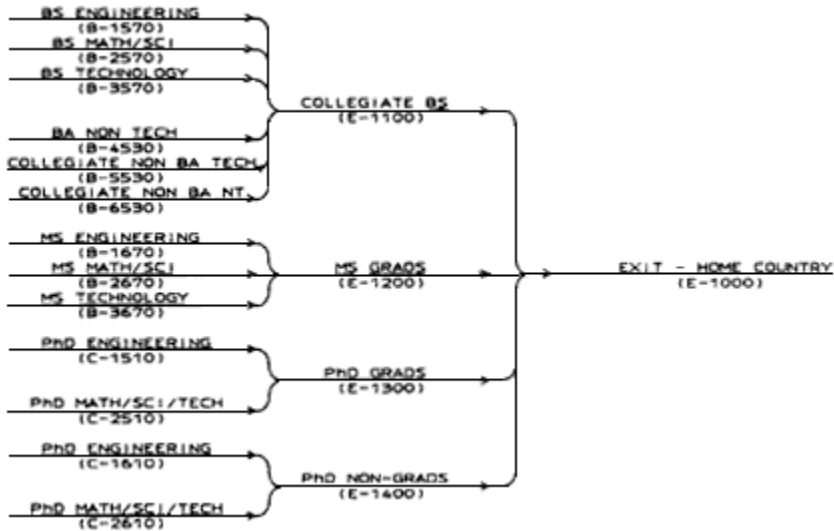 BS ENGINEERING
(B-1570)
BS MATH/SCI
(B-2570)
BS TECHNOLOGY
(B-3570)
COLLEGIATE BS
(E-1100)
BA NON TECH
(B-4530)
COLLEGIATE NON BA TECH
(B-5530)
COLLEGIATE NON BA NT
(B-6530)
MS ENGINEERING
(B-1670)
MS MATH/SCI
(B-2670)
MS TECHNOLOGY
(B-3670)
MS GRADS
(E-1200)
EXIT - HOME COUNTRY
(E-1000)
PhD ENGINEERING
(C-1510)
PhD GRADS
(E-1300)
PhD MATH/SCI/TECH
(C-2510)
PhD ENGINEERING
(C-1610)
PhD NON-GRADS
(E-1400)
PhD MATH/SCI/TECH
(C-2610)